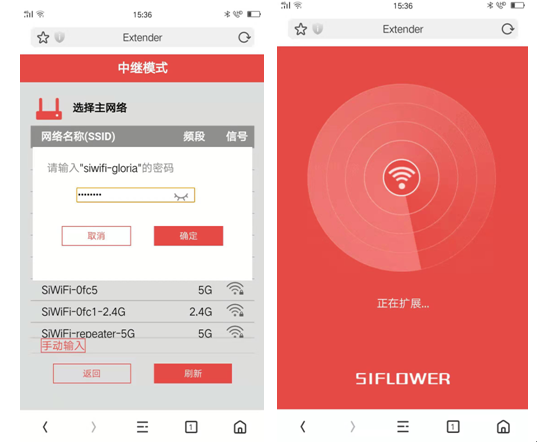 15:36
Extender
中继模式
选择主网络
网络名称(SSID) 频段 信号
请输入"siwifi-gloria"的密码
••••••••
取消 确定
SiWiFi-0fc5 5G
SiWiFi-0fc1-2.4G 2.4G
SiWiFi-repeater-5G 5G
手动输入
返回 刷新
1
15:36
Extender
正在扩展...
SIFLOWER
1